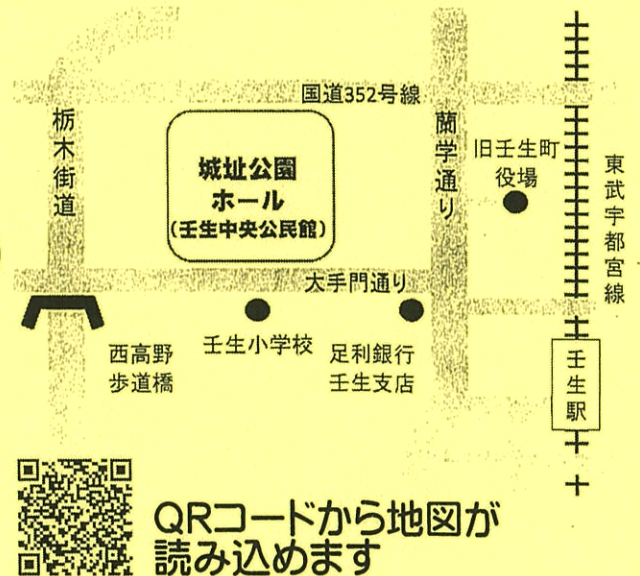 国道352号線
栃木街道
城址公園
ホール
(壬生中央公民館)
蘭学通り
旧壬生町
役場
東武宇都宮線
大手門通り
西高野
歩道橋
壬生小学校
足利銀行
壬生支店
壬生駅
QRコードから地図が
読み込めます